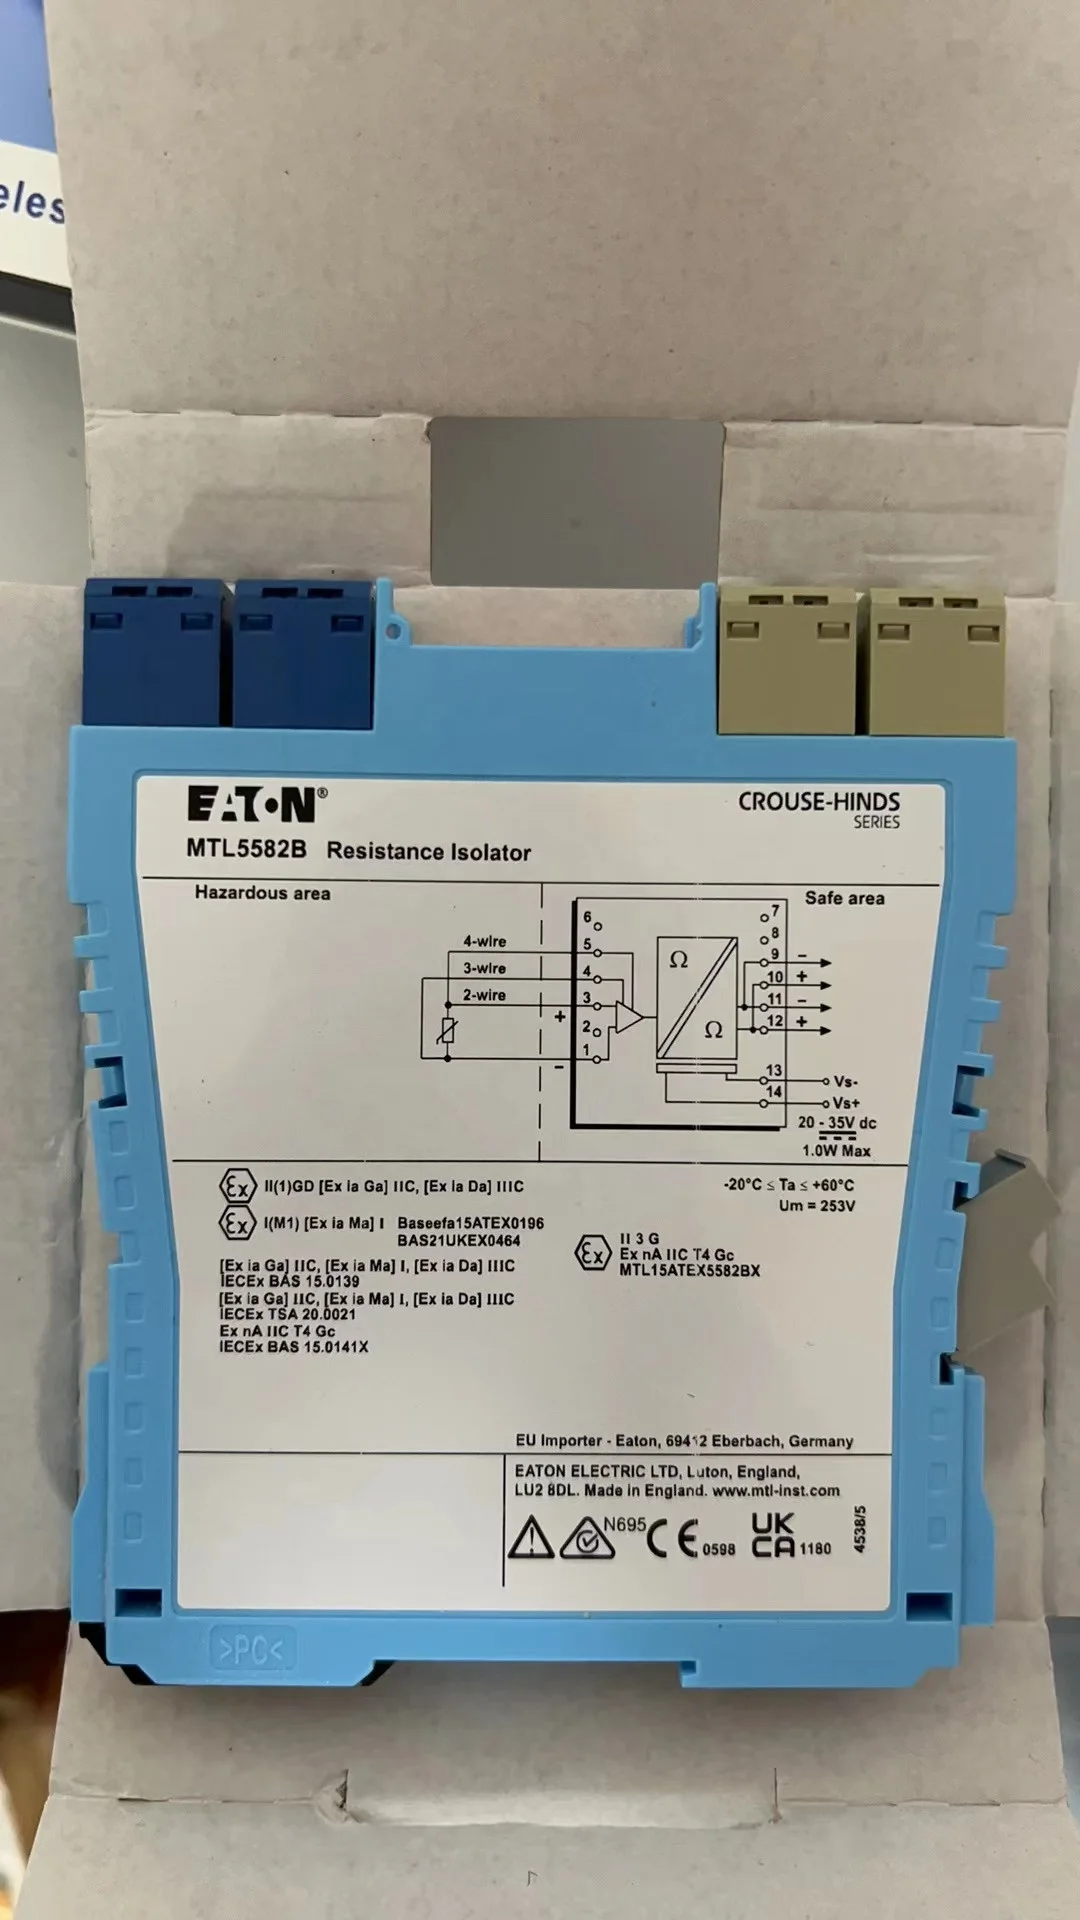 eles
EATON®
CROUSE-HINDS
SERIES
MTL5582B Resistance Isolator
Hazardous area
Safe area
4-wire
3-wire
2-wire
+
-
6
5
4
3
2
1
Ω
Ω
7
8
9 -
10 +
11 -
12 +
13 Vs-
14 Vs+
20 - 35V dc
1.0W Max
Ex II(1)GD [Ex ia Ga] IIC, [Ex ia Da] IIIC
Ex I(M1) [Ex ia Ma] I Baseefa15ATEX0196
BAS21UKEX0464
[Ex ia Ga] IIC, [Ex ia Ma] I, [Ex ia Da] IIIC
IECEx BAS 15.0139
[Ex ia Ga] IIC, [Ex ia Ma] I, [Ex ia Da] IIIC
IECEx TSA 20.0021
Ex nA IIC T4 Gc
IECEx BAS 15.0141X
-20°C ≤ Ta ≤ +60°C
Um = 253V
Ex II 3 G
Ex nA IIC T4 Gc
MTL15ATEX5582BX
EU Importer - Eaton, 69412 Eberbach, Germany
EATON ELECTRIC LTD, Luton, England,
LU2 8DL. Made in England. www.mtl-inst.com
N695 CE 0598 UK CA 1180
4538/5
>PC<